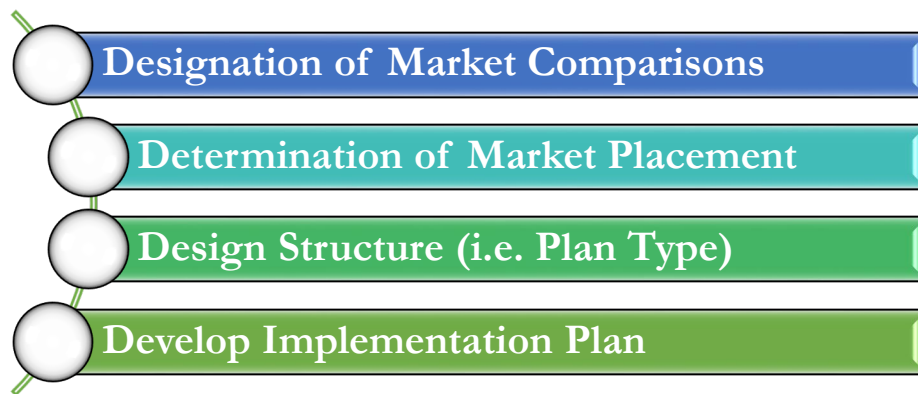 Designation of Market Comparisons
Determination of Market Placement
Design Structure (i.e. Plan Type)
Develop Implementation Plan